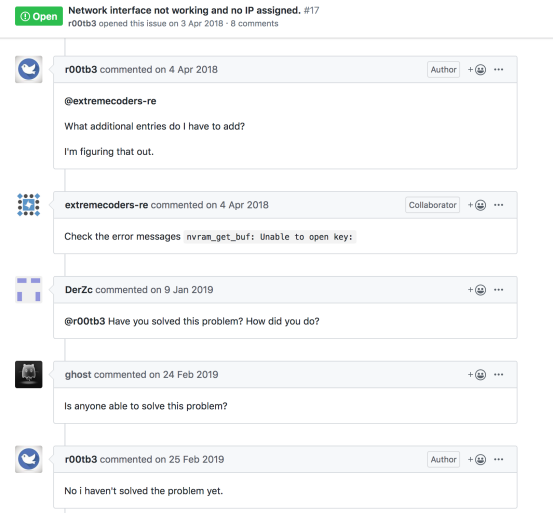 Open
Network interface not working and no IP assigned. #17
r00tb3 opened this issue on 3 Apr 2018 · 8 comments
r00tb3 commented on 4 Apr 2018
Author
@extremecoders-re
What additional entries do I have to add?
I'm figuring that out.
extremecoders-re commented on 4 Apr 2018
Collaborator
Check the error messages nvram_get_buf: Unable to open key:
DerZc commented on 9 Jan 2019
@r00tb3 Have you solved this problem? How did you do?
ghost commented on 24 Feb 2019
Is anyone able to solve this problem?
r00tb3 commented on 25 Feb 2019
Author
No i haven't solved the problem yet.